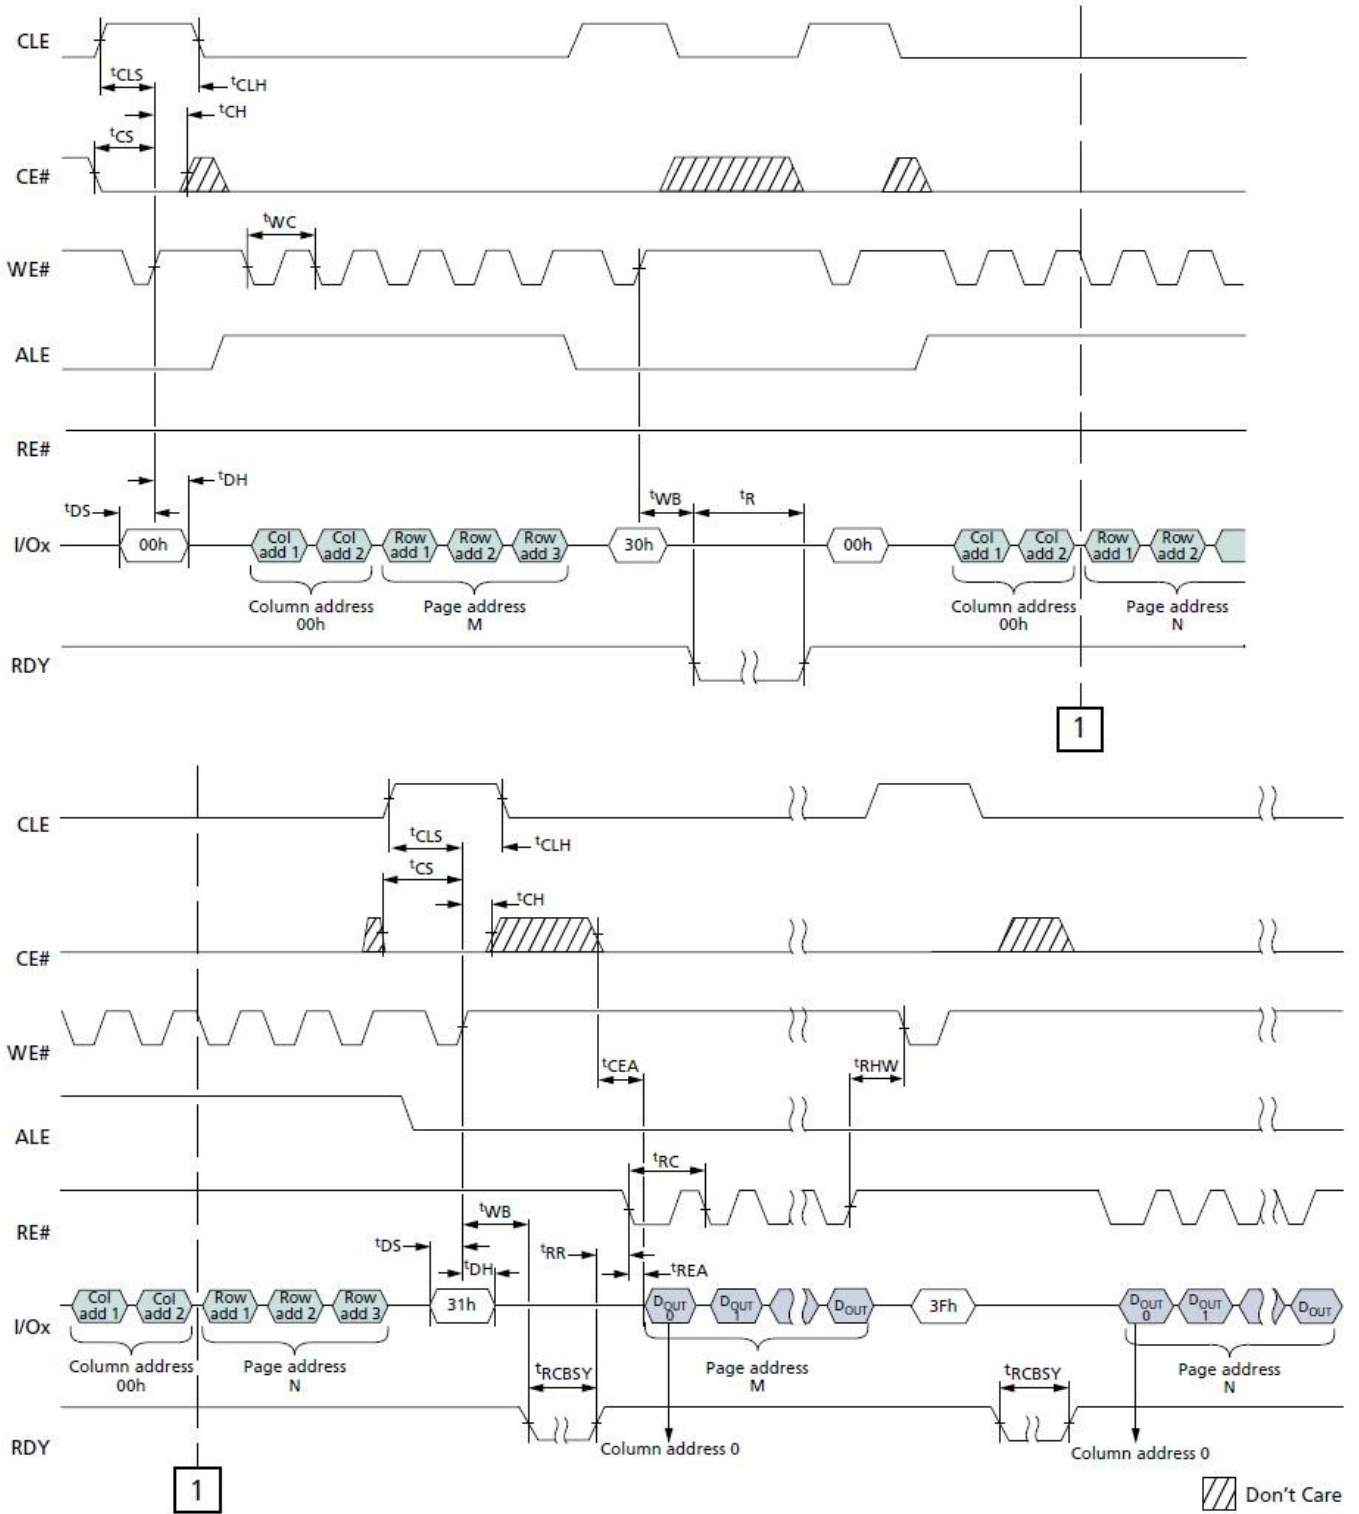 CLE
tCLS
tCLH
tCH
tCS
CE#
tWC
WE#
ALE
RE#
tDH
tDS
tWB
tR
I/Ox
00h
Col add 1
Col add 2
Row add 1
Row add 2
Row add 3
30h
00h
Col add 1
Col add 2
Row add 1
Row add 2
Column address
00h
Page address
M
Column address
00h
Page address
N
RDY
1
CLE
tCLS
tCLH
tCS
tCH
CE#
WE#
tCEA
tRHW
ALE
tRC
RE#
tWB
tDS
tRR
tDH
tREA
I/Ox
Col add 1
Col add 2
Row add 1
Row add 2
Row add 3
31h
DOUT 0
DOUT 1
DOUT
3Fh
DOUT 0
DOUT 1
DOUT
Column address
00h
Page address
N
tRCBSY
Page address
M
tRCBSY
Page address
N
RDY
Column address 0
Column address 0
1
Don't Care